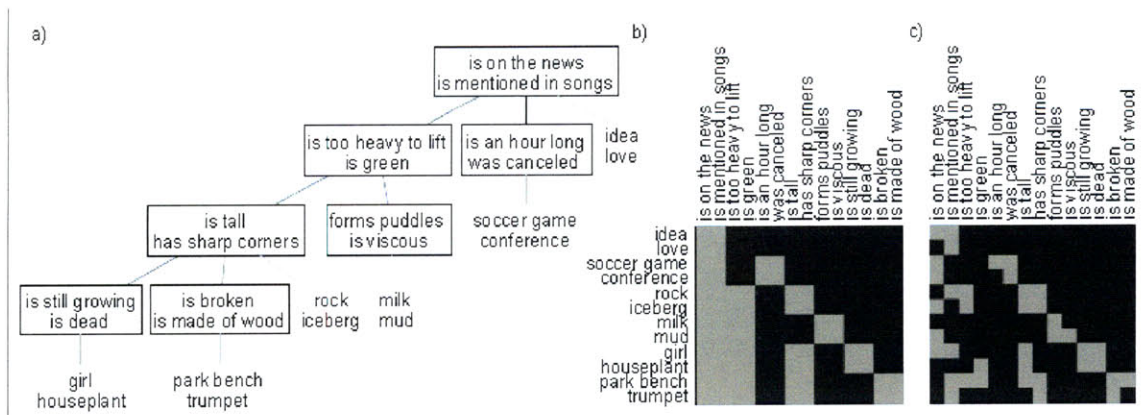 a)
is on the news
is mentioned in songs
is too heavy to lift
is green
is an hour long
was canceled
idea
love
is tall
has sharp corners
forms puddles
is viscous
soccer game
conference
is still growing
is dead
is broken
is made of wood
rock
iceberg
milk
mud
girl
houseplant
park bench
trumpet
b)
is on the news
is mentioned in songs
is too heavy to lift
is green
is an hour long
was canceled
is tall
has sharp corners
forms puddles
is viscous
is still growing
is dead
is broken
is made of wood
idea
love
soccer game
conference
rock
iceberg
milk
mud
girl
houseplant
park bench
trumpet
c)
is on the news
is mentioned in songs
is too heavy to lift
is green
is an hour long
was canceled
is tall
has sharp corners
forms puddles
is viscous
is still growing
is dead
is broken
is made of wood